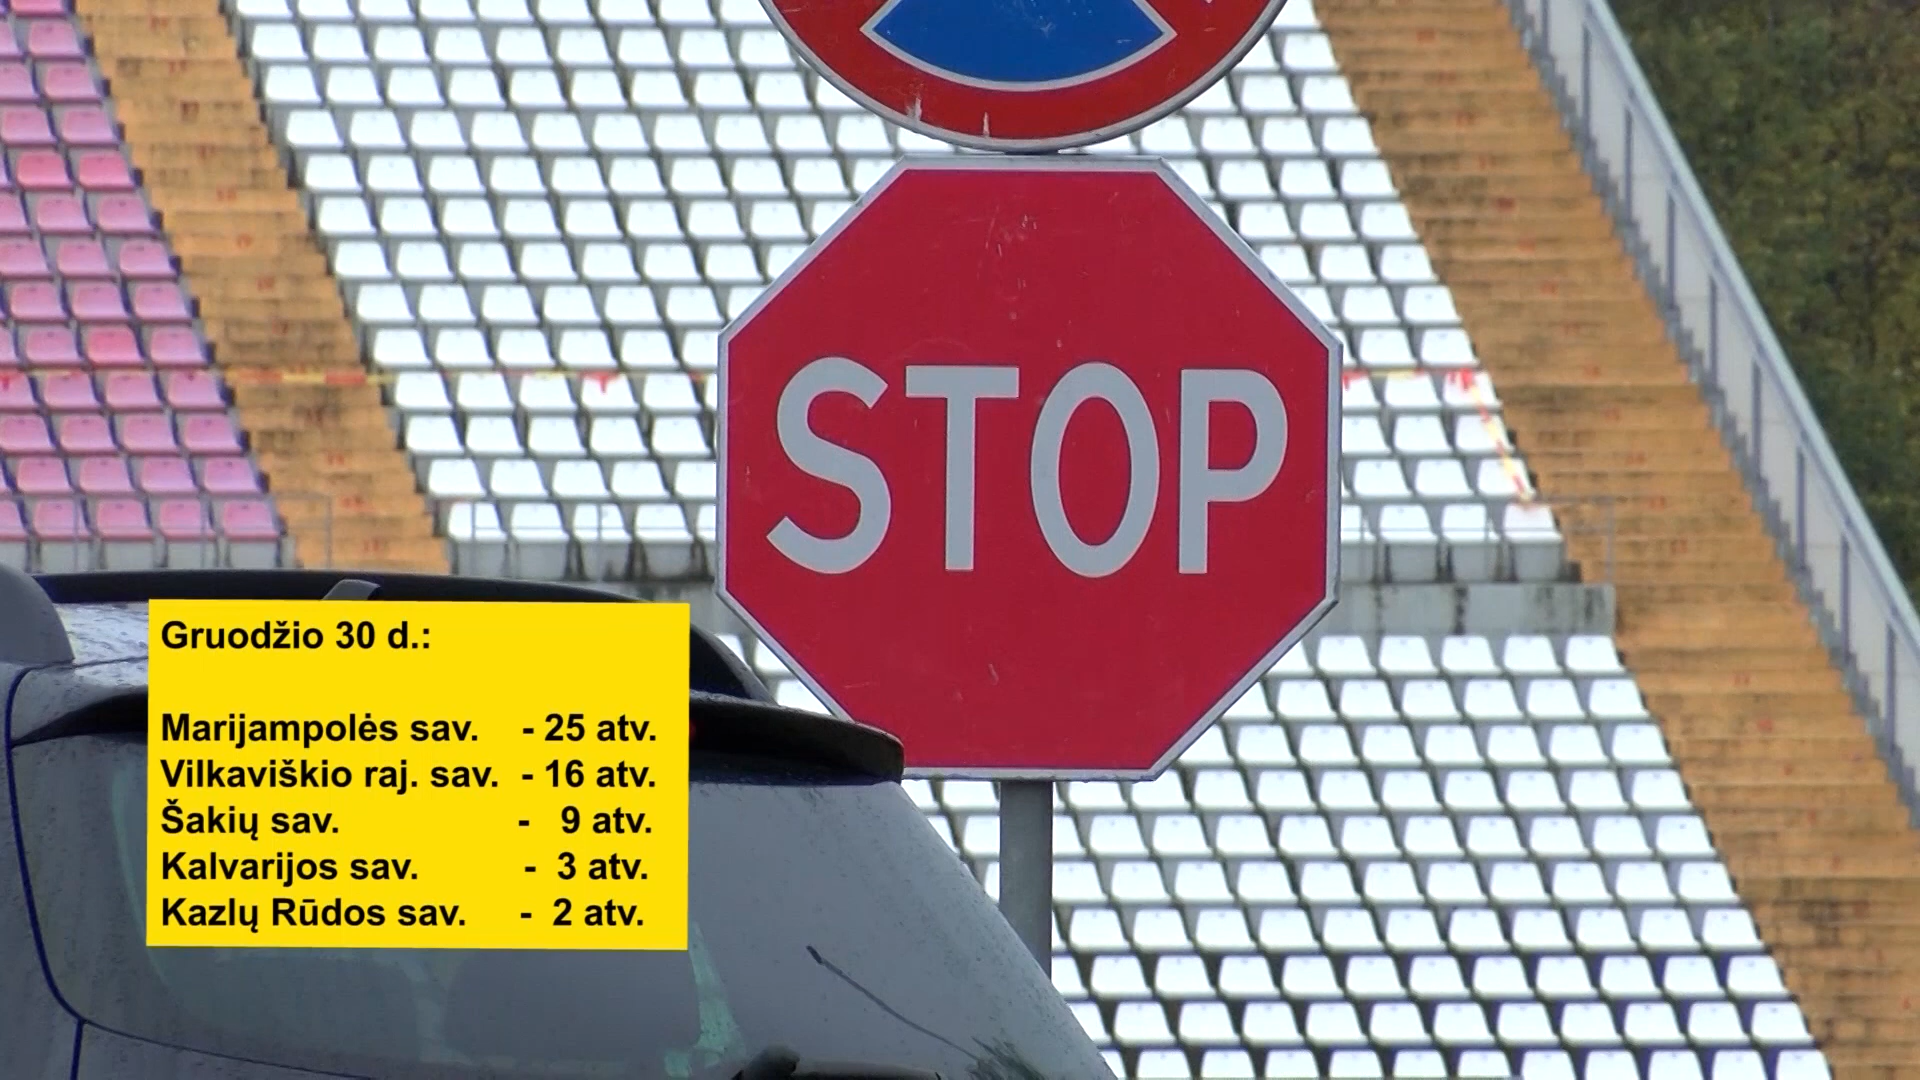 STOP
Gruodžio 30 d.:
Marijampolės sav. - 25 atv.
Vilkaviškio raj. sav. - 16 atv.
Šakių sav. - 9 atv.
Kalvarijos sav. - 3 atv.
Kazlų Rūdos sav. - 2 atv.